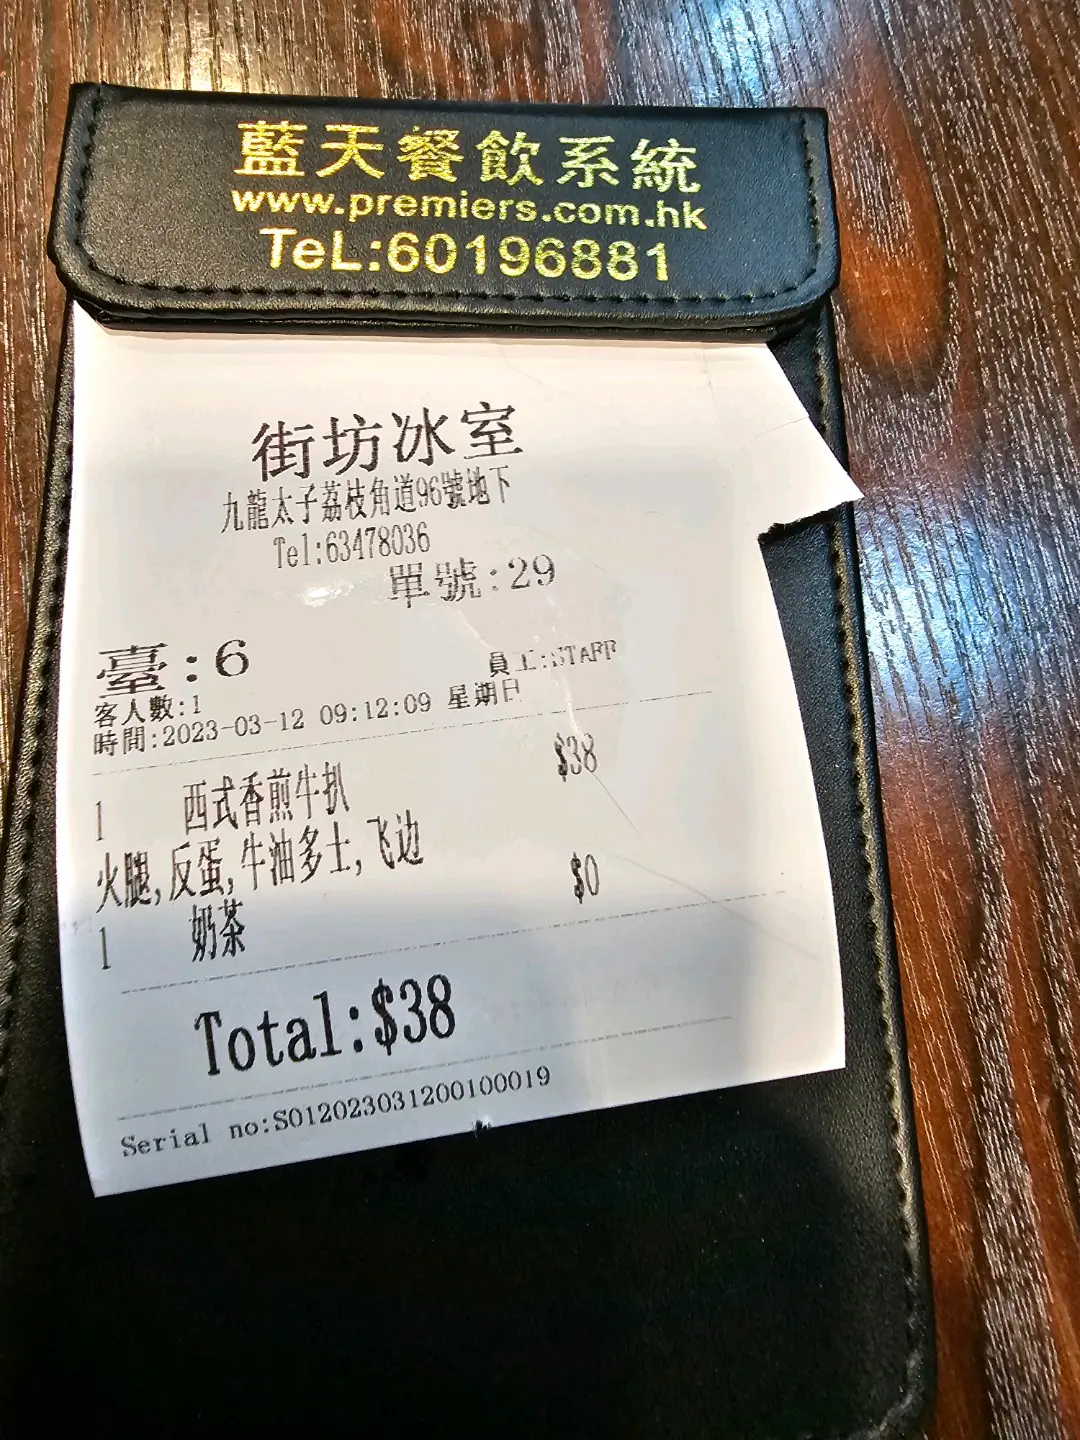 藍天餐飲系統
www.premiers.com.hk
TeL:60196881
街坊冰室
九龍太子荔枝角道96號地下
Tel:63478036
單號:29
臺:6
員工:STAFF
客人數:1
時間:2023-03-12 09:12:09 星期日
1 西式香煎牛扒 $38
火腿,反蛋,牛油多士,飞边
1 奶茶 $0
Total:$38
Serial no:S01202303120010019